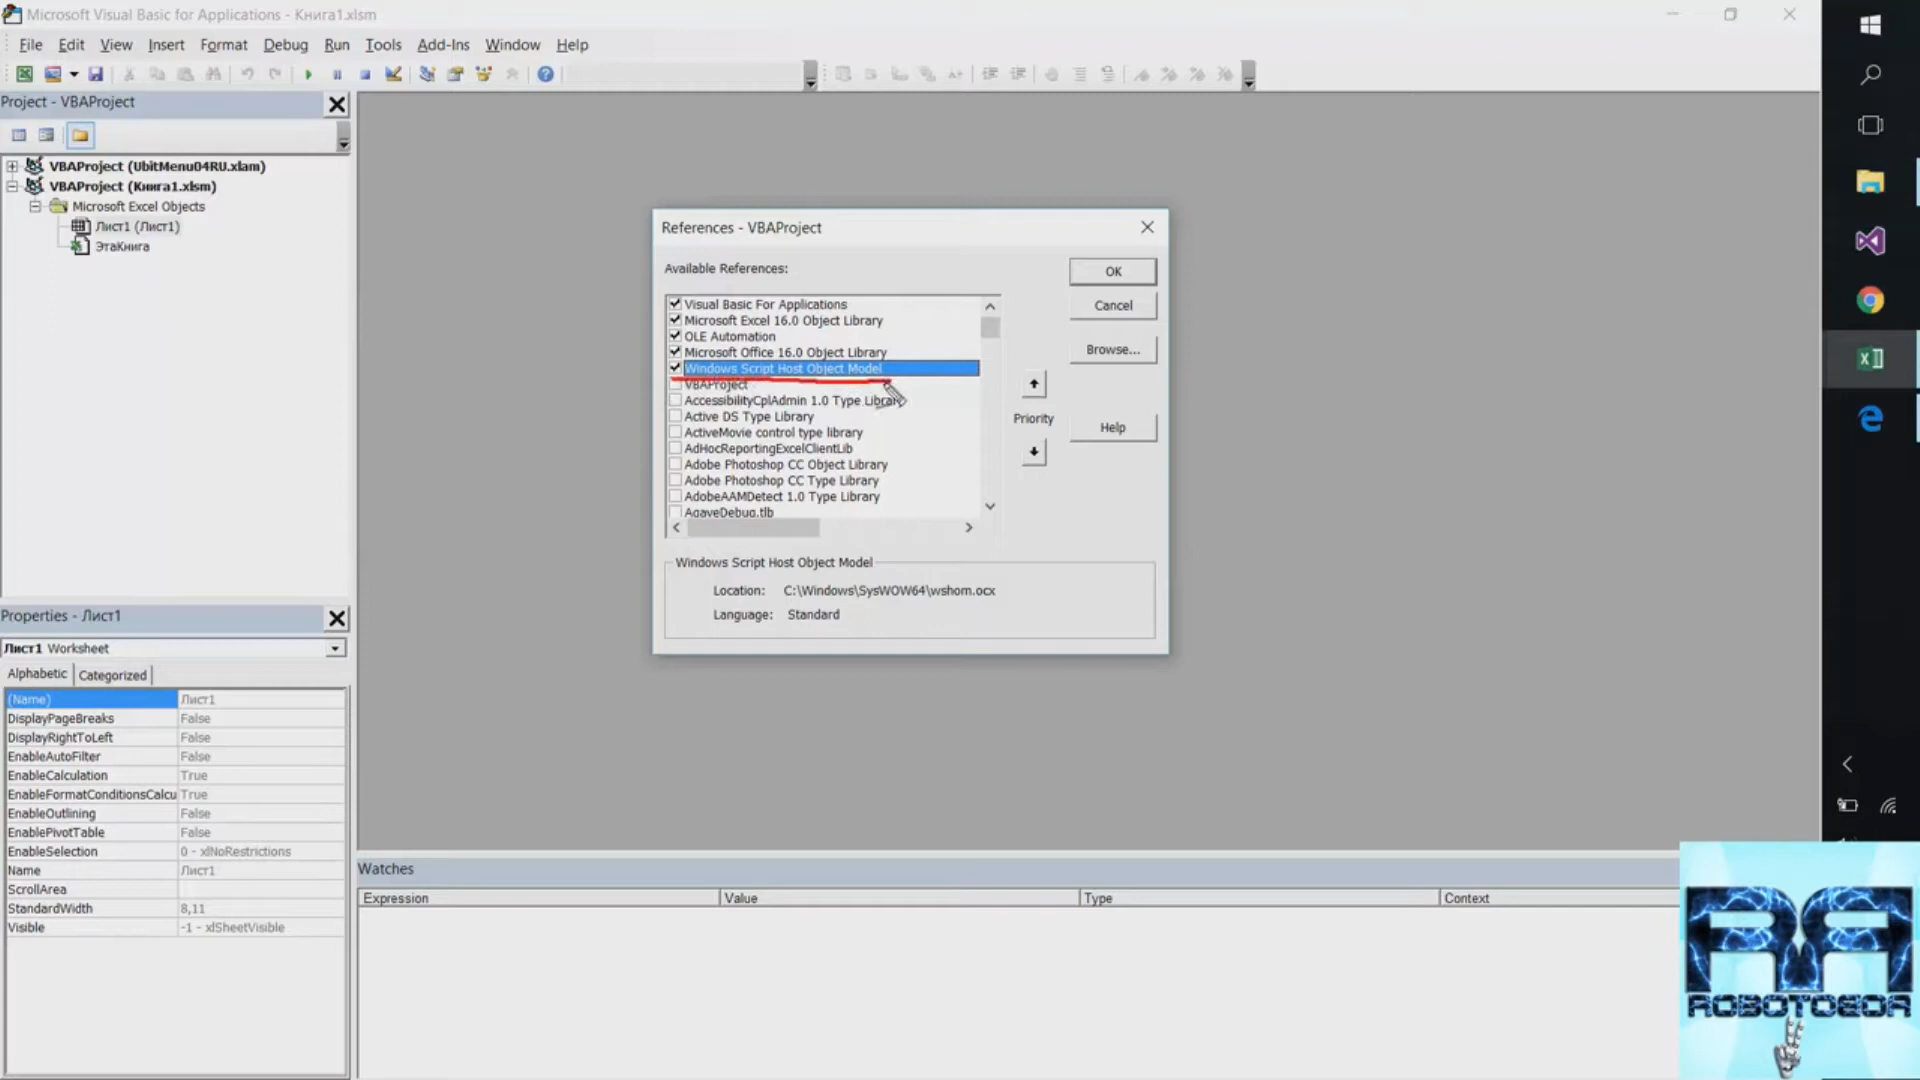 Microsoft Visual Basic for Applications - Книга1.xlsm
File Edit View Insert Format Debug Run Tools Add-Ins Window Help
Project - VBAProject
VBAProject (UbitMenu04RU.xlam)
VBAProject (Книга1.xlsm)
Microsoft Excel Objects
Лист1 (Лист1)
ЭтаКнига
References - VBAProject
Available References:
Visual Basic For Applications
Microsoft Excel 16.0 Object Library
OLE Automation
Microsoft Office 16.0 Object Library
Windows Script Host Object Model
VBAProject
AccessibilityCplAdmin 1.0 Type Library
Active DS Type Library
ActiveMovie control type library
AdHocReportingExcelClientLib
Adobe Photoshop CC Object Library
Adobe Photoshop CC Type Library
AdobeAAMDetect 1.0 Type Library
AgaveDebug.tlb
OK
Cancel
Browse...
Priority
Help
Windows Script Host Object Model
Location: C:\Windows\SysWOW64\wshom.ocx
Language: Standard
Properties - Лист1
Лист1 Worksheet
Alphabetic Categorized
(Name) Лист1
DisplayPageBreaks False
DisplayRightToLeft False
EnableAutoFilter False
EnableCalculation True
EnableFormatConditionsCalcu True
EnableOutlining False
EnablePivotTable False
EnableSelection 0 - xlNoRestrictions
Name Лист1
ScrollArea
StandardWidth 8,11
Visible -1 - xlSheetVisible
Watches
Expression Value Type Context